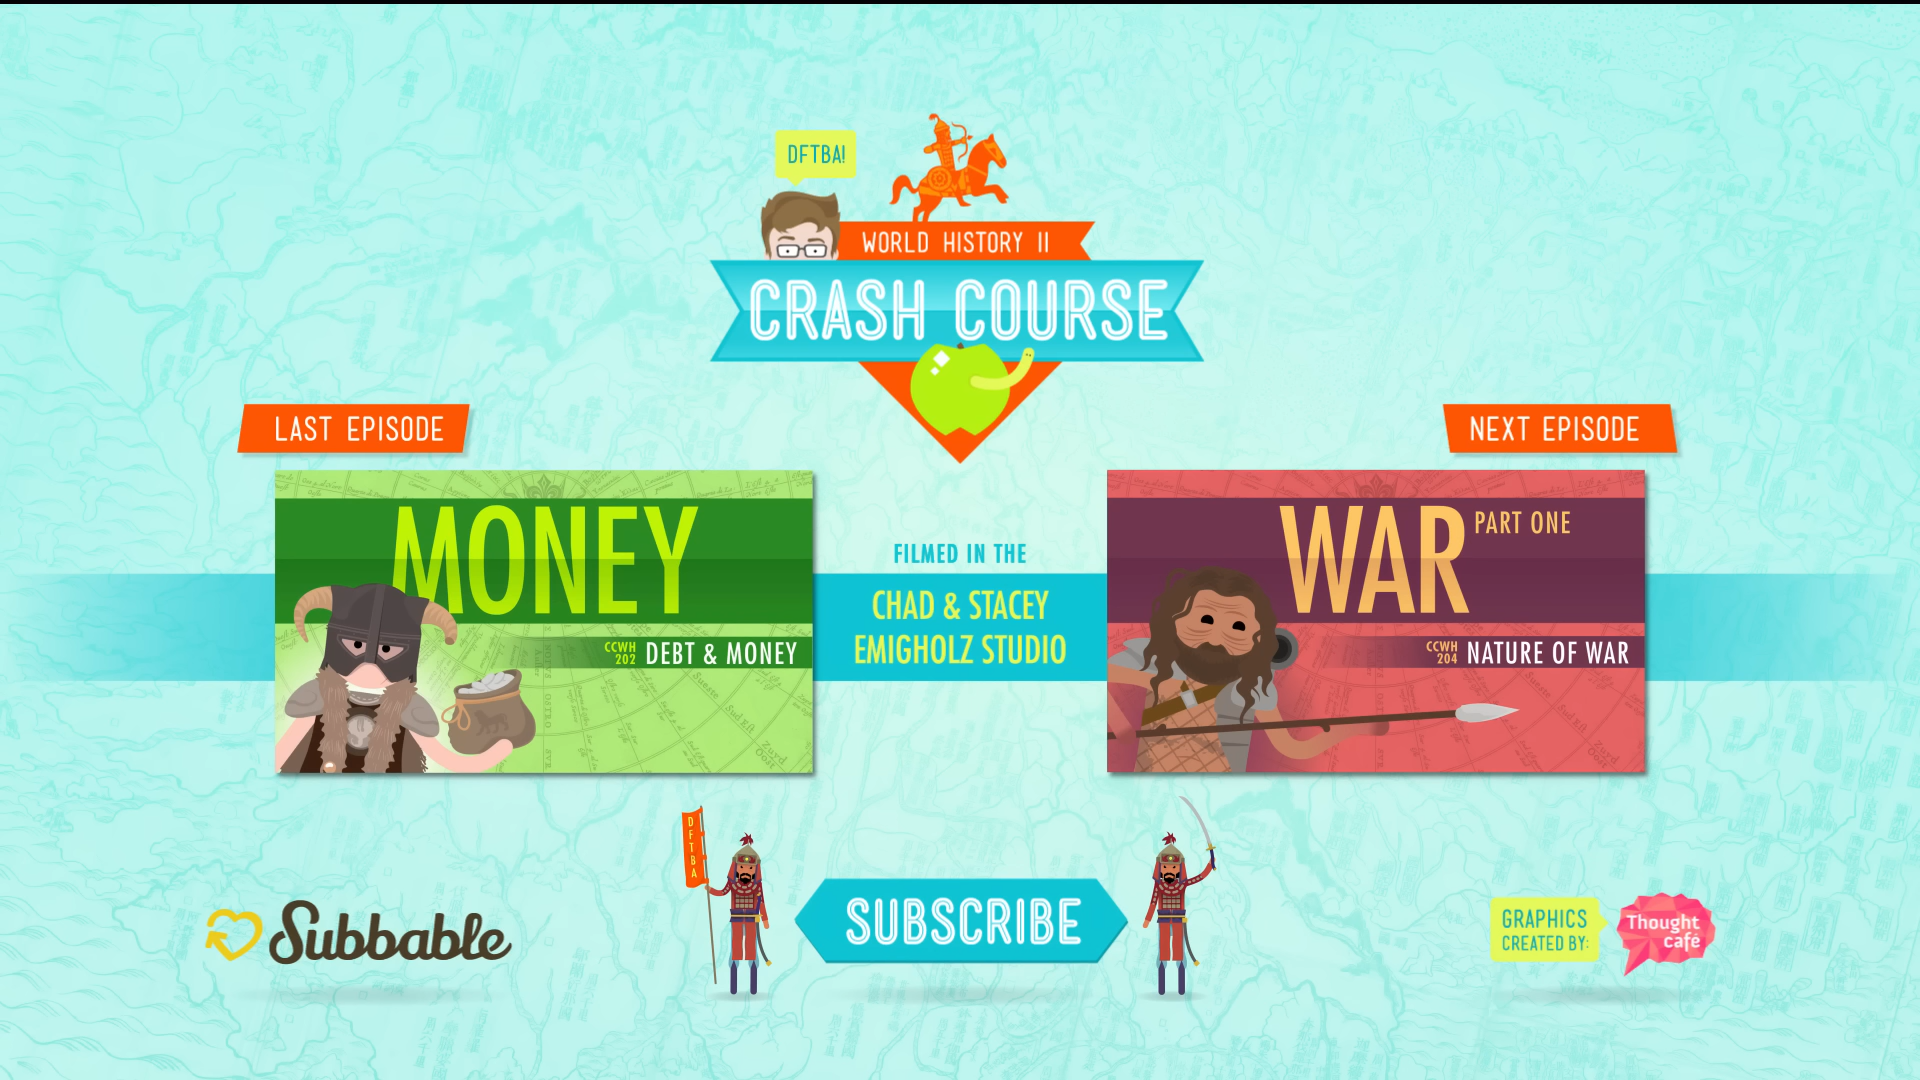 DFTBA!
WORLD HISTORY II
CRASH COURSE
LAST EPISODE
NEXT EPISODE
MONEY
CCWH
202
DEBT & MONEY
FILMED IN THE
CHAD & STACEY
EMIGHOLZ STUDIO
WAR PART ONE
CCWH
204
NATURE OF WAR
DFTBA
Subbable
SUBSCRIBE
GRAPHICS
CREATED BY:
Thought
café